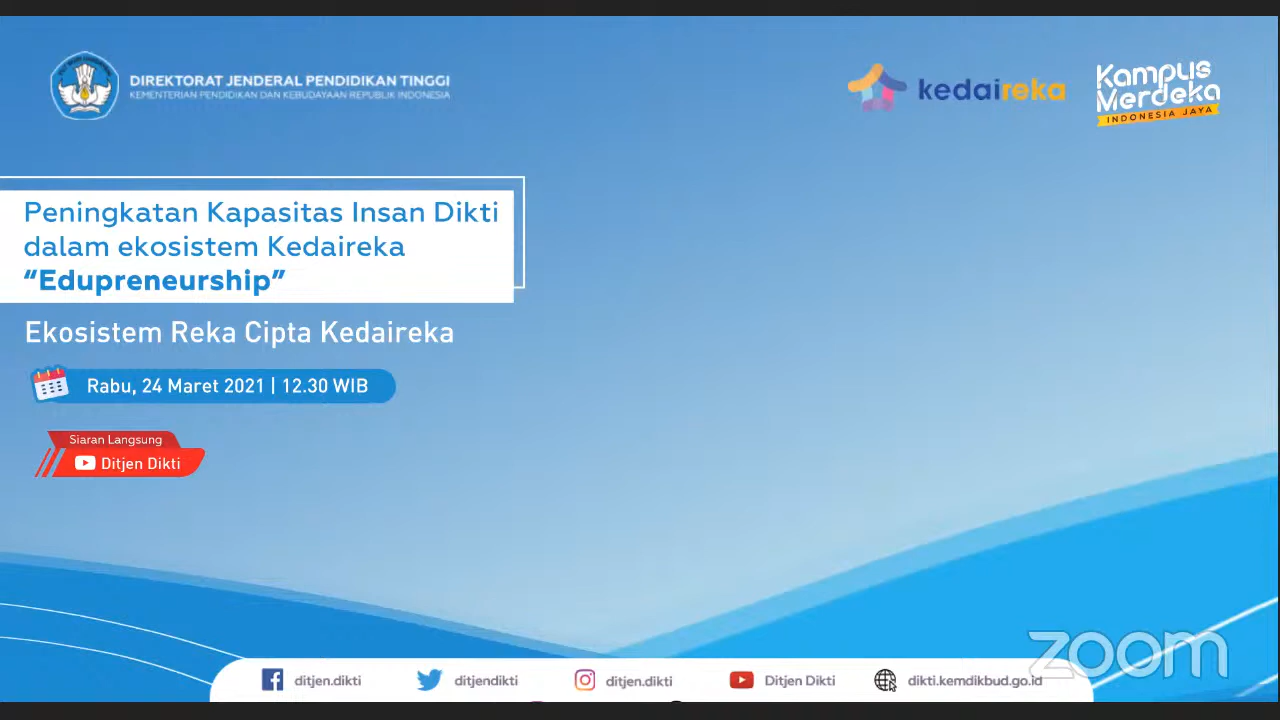 DIREKTORAT JENDERAL PENDIDIKAN TINGGI
KEMENTERIAN PENDIDIKAN DAN KEBUDAYAAN REPUBLIK INDONESIA
kedaireka
Kampus
Merdeka
INDONESIA JAYA
Peningkatan Kapasitas Insan Dikti
dalam ekosistem Kedaireka
“Edupreneurship”
Ekosistem Reka Cipta Kedaireka
Rabu, 24 Maret 2021 | 12.30 WIB
Siaran Langsung
Ditjen Dikti
zoom
ditjen.dikti
ditjendikti
ditjen.dikti
Ditjen Dikti
dikti.kemdikbud.go.id